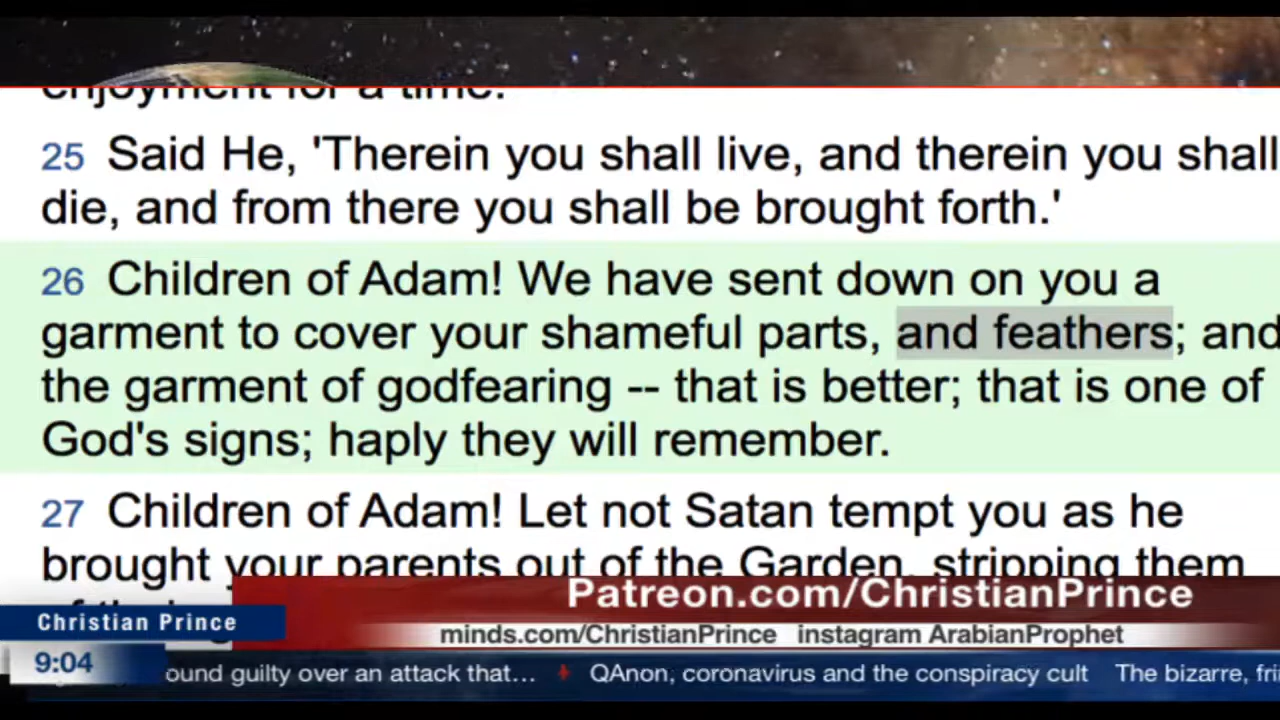 enjoyment for a time.'
25 Said He, 'Therein you shall live, and therein you shall
die, and from there you shall be brought forth.'
26 Children of Adam! We have sent down on you a
garment to cover your shameful parts, and feathers; and
the garment of godfearing -- that is better; that is one of
God's signs; haply they will remember.
27 Children of Adam! Let not Satan tempt you as he
brought your parents out of the Garden, stripping them
Patreon.com/ChristianPrince
Christian Prince
minds.com/ChristianPrince instagram ArabianProphet
9:04
ound guilty over an attack that... QAnon, coronavirus and the conspiracy cult The bizarre, fri